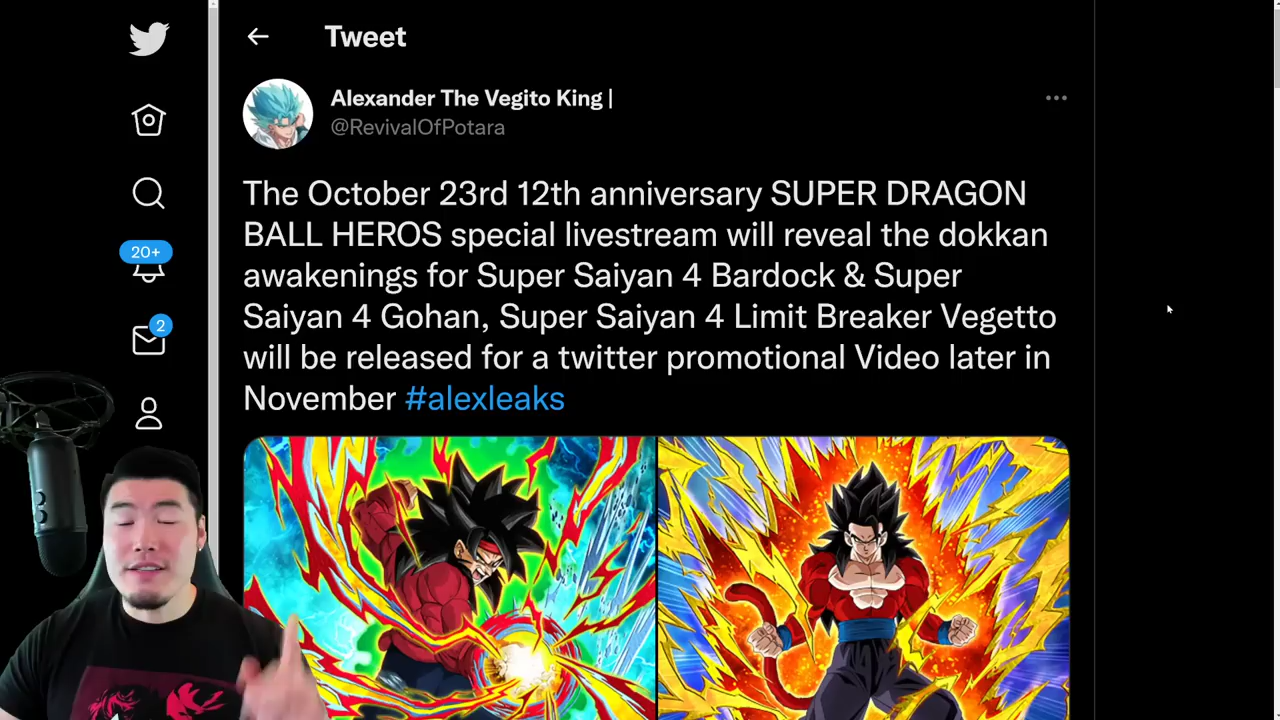 Tweet
Alexander The Vegito King |
@RevivalOfPotara
The October 23rd 12th anniversary SUPER DRAGON
BALL HEROS special livestream will reveal the dokkan
awakenings for Super Saiyan 4 Bardock & Super
Saiyan 4 Gohan, Super Saiyan 4 Limit Breaker Vegetto
will be released for a twitter promotional Video later in
November #alexleaks
20+
2